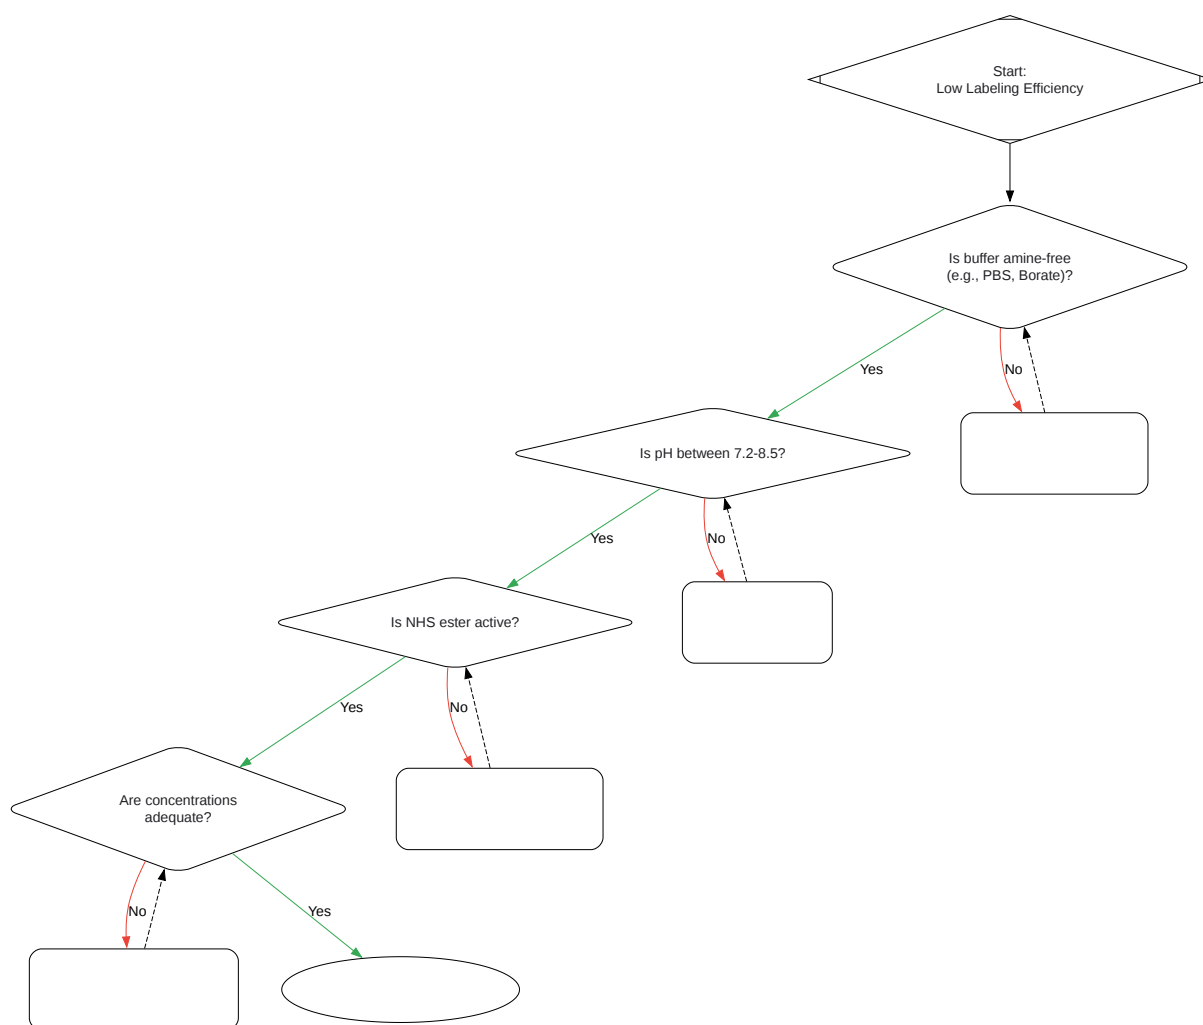 Start:
Low Labeling Efficiency
Is buffer amine-free
(e.g., PBS, Borate)?
Yes
No
Is pH between 7.2-8.5?
Yes
No
Is NHS ester active?
Yes
No
Are concentrations
adequate?
No
Yes